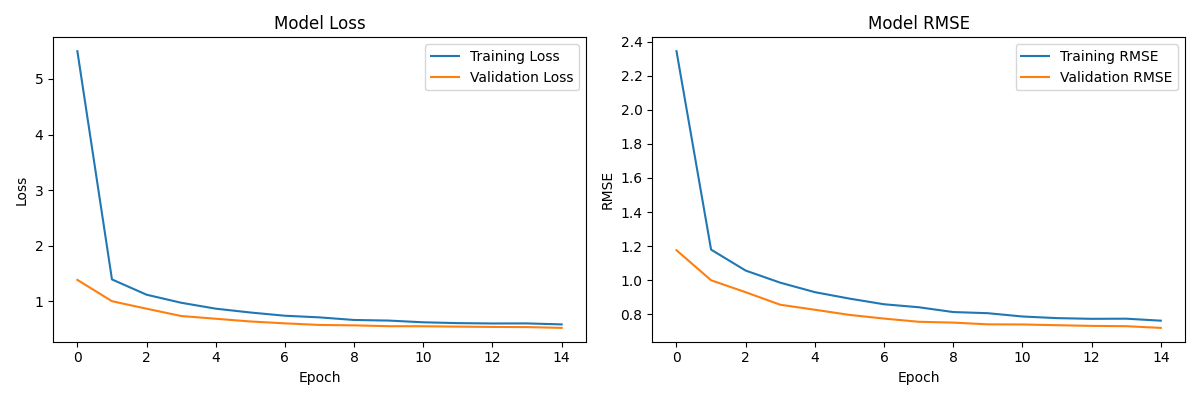 Model Loss
Training Loss
Validation Loss
5
4
3
2
1
Loss
0 2 4 6 8 10 12 14
Epoch
Model RMSE
Training RMSE
Validation RMSE
2.4
2.2
2.0
1.8
1.6
1.4
1.2
1.0
0.8
RMSE
0 2 4 6 8 10 12 14
Epoch